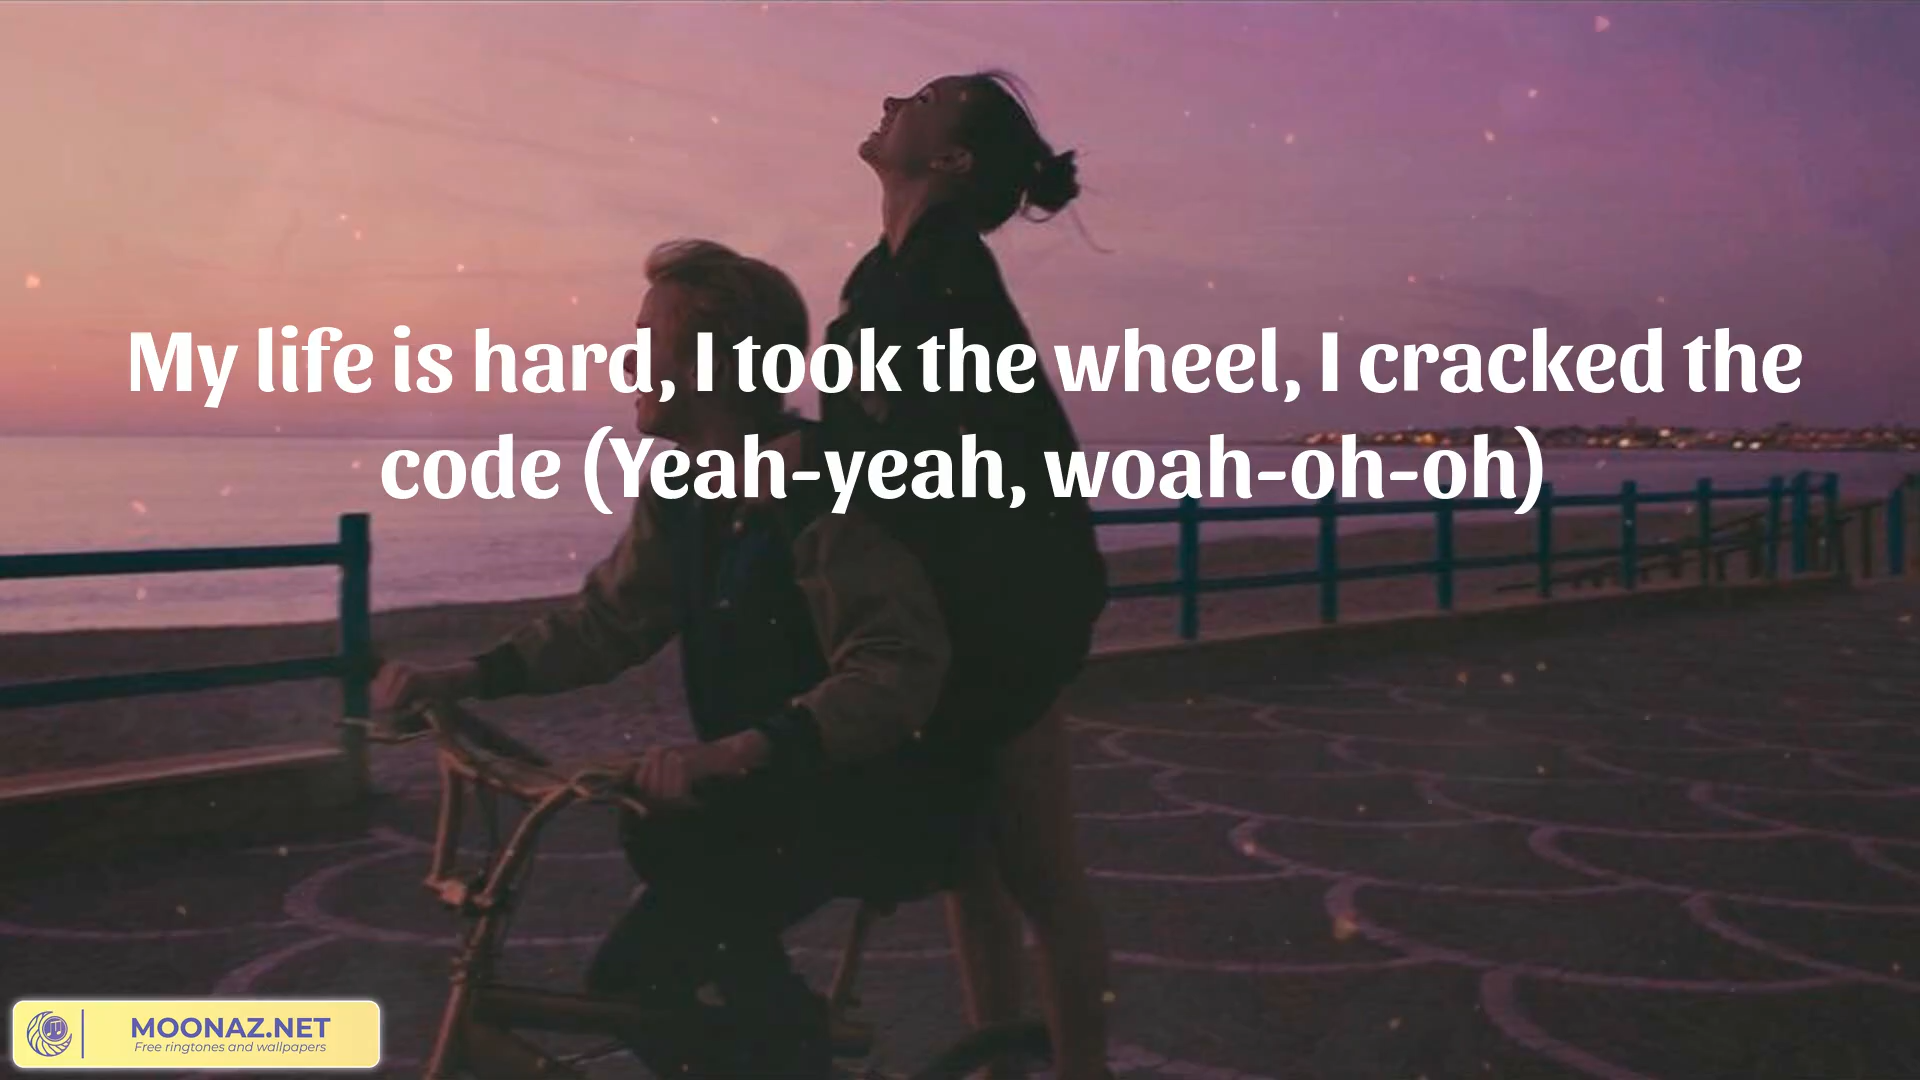 My life is hard, I took the wheel, I cracked the
code (Yeah-yeah, woah-oh-oh)
MOONAZ.NET
Free ringtones and wallpapers